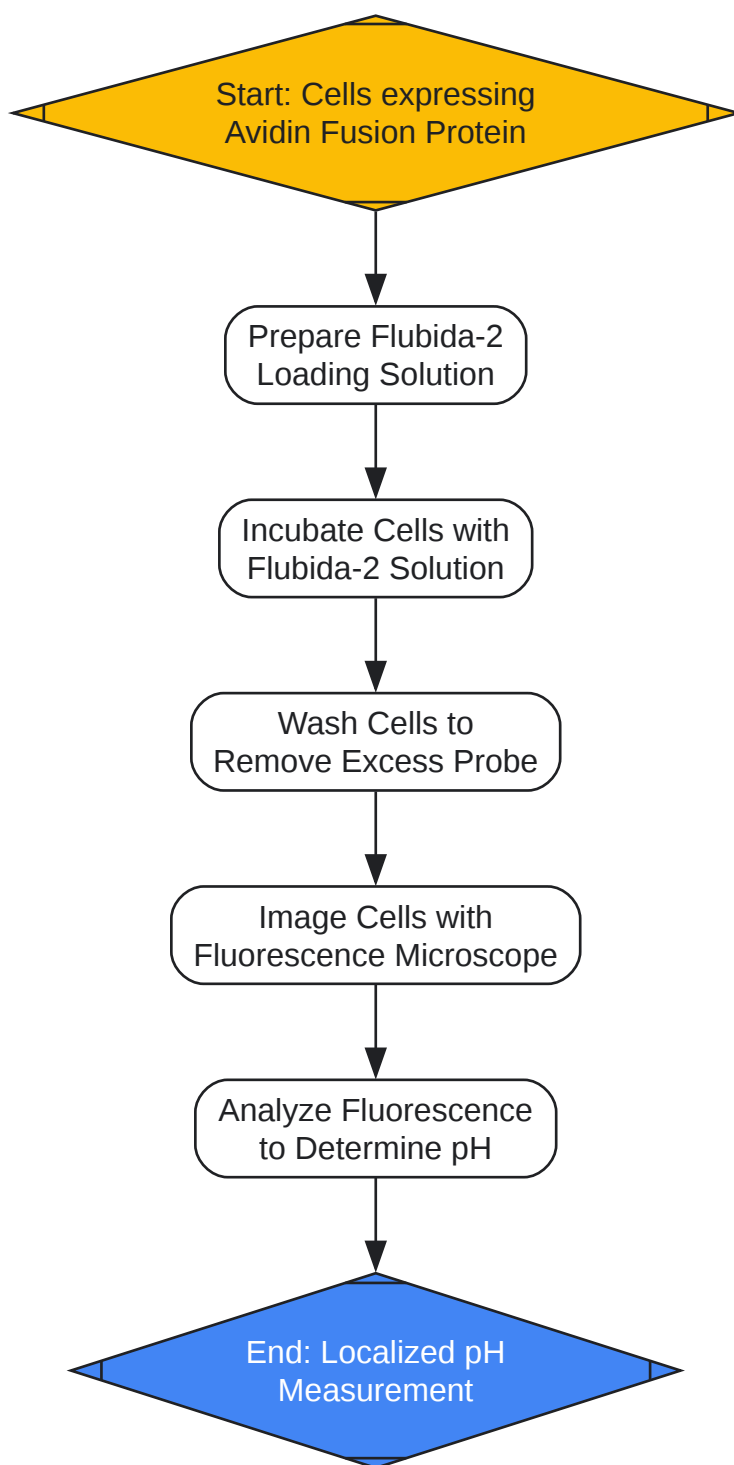 Start: Cells expressing
Avidin Fusion Protein
Prepare Flubida-2
Loading Solution
Incubate Cells with
Flubida-2 Solution
Wash Cells to
Remove Excess Probe
Image Cells with
Fluorescence Microscope
Analyze Fluorescence
to Determine pH
End: Localized pH
Measurement